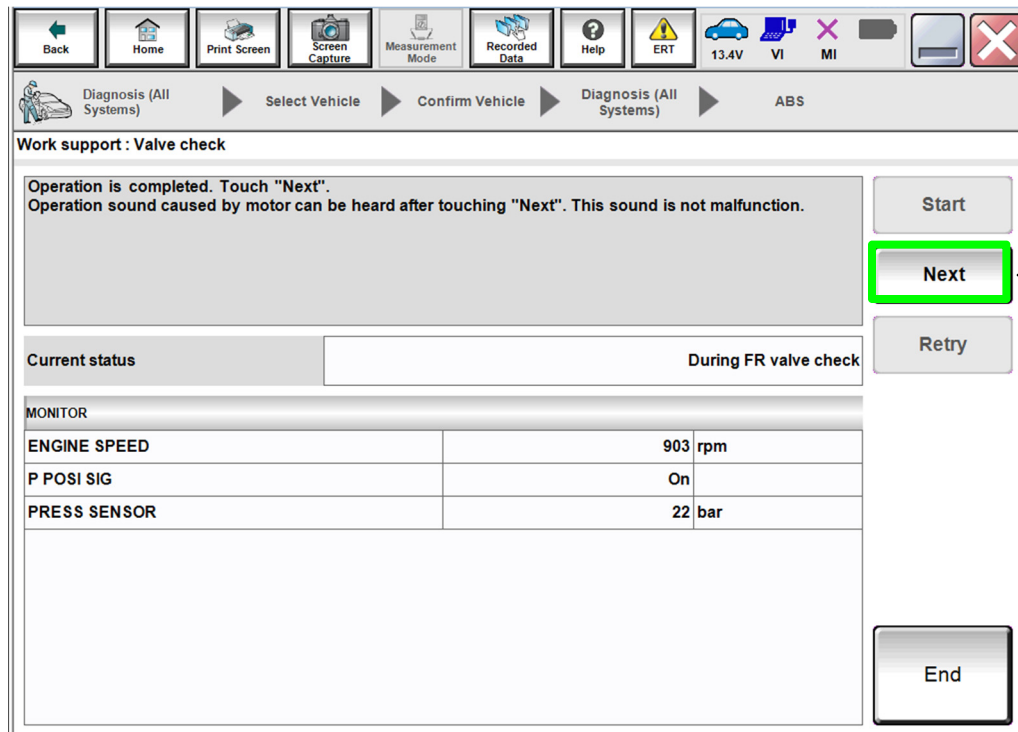 Back
Home
Print Screen
Screen
Capture
Measurement
Mode
Recorded
Data
Help
ERT
13.4V
VI
MI
Diagnosis (All
Systems)
Select Vehicle
Confirm Vehicle
Diagnosis (All
Systems)
ABS
Work support : Valve check
Operation is completed. Touch "Next".
Operation sound caused by motor can be heard after touching "Next". This sound is not malfunction.
Start
Next
Retry
Current status
During FR valve check
MONITOR
ENGINE SPEED 903 rpm
P POSI SIG On
PRESS SENSOR 22 bar
End